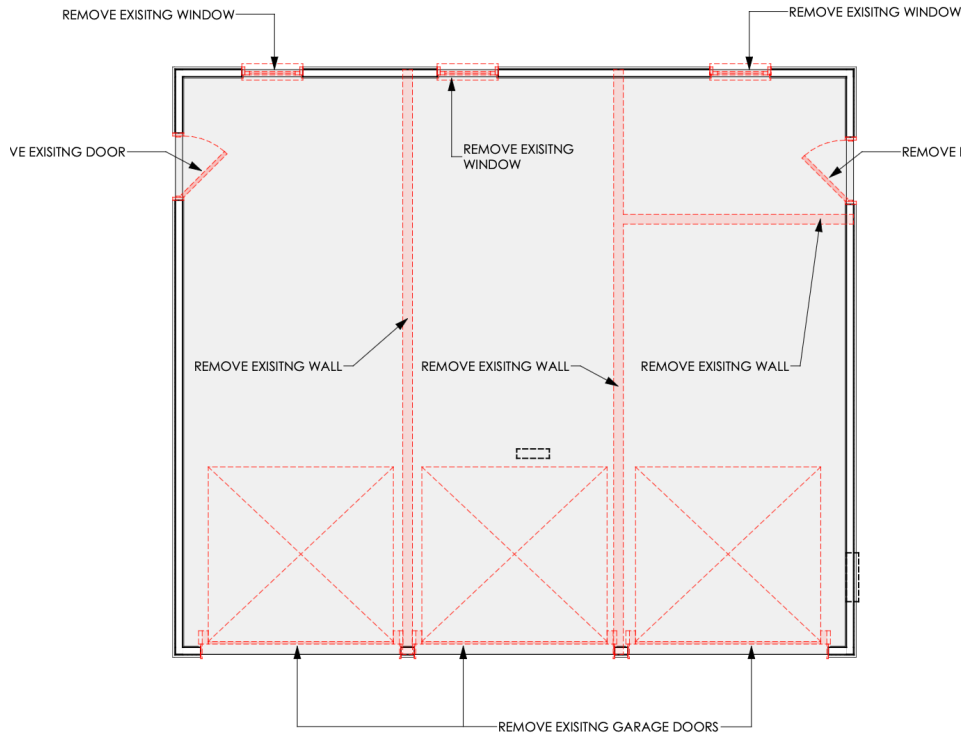 REMOVE EXISITNG WINDOW
REMOVE EXISITNG WINDOW
VE EXISITNG DOOR
REMOVE EXISITNG
WINDOW
REMOVE
REMOVE EXISITNG WALL
REMOVE EXISITNG WALL
REMOVE EXISITNG WALL
REMOVE EXISITNG GARAGE DOORS